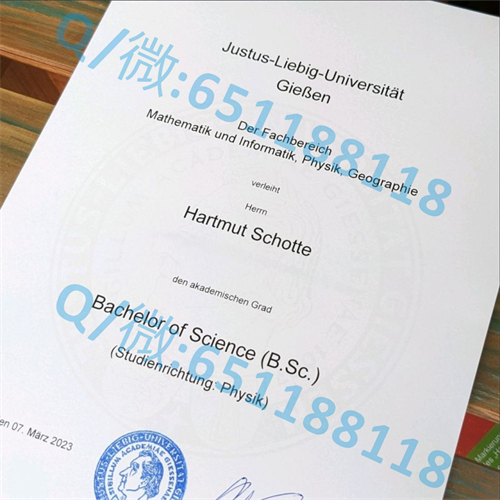 Justus-Liebig-Universität
Gießen
Der Fachbereich
Mathematik und Informatik, Physik, Geographie
verleiht
Herrn
Hartmut Schotte
den akademischen Grad
Bachelor of Science (B.Sc.)
(Studienrichtung: Physik)
en 07. März 2023
Q/微:651188118
Q/微:651188118